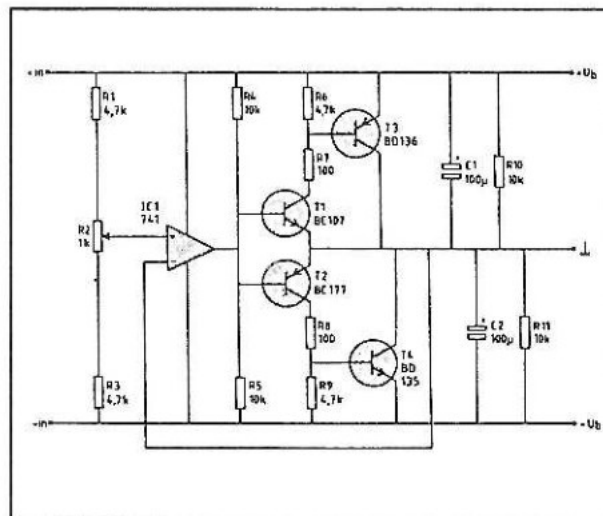 +in
+Ub
R1
4,7k
R4
10k
R6
4,7k
T3
BD136
R7
100
C1
100µ
R10
10k
+
IC1
741
T1
BC107
R2
1k
+
-
⊥
T2
BC177
R8
100
+
C2
100µ
R11
10k
R3
4,7k
R5
10k
R9
4,7k
T4
BD
135
-in
-Ub